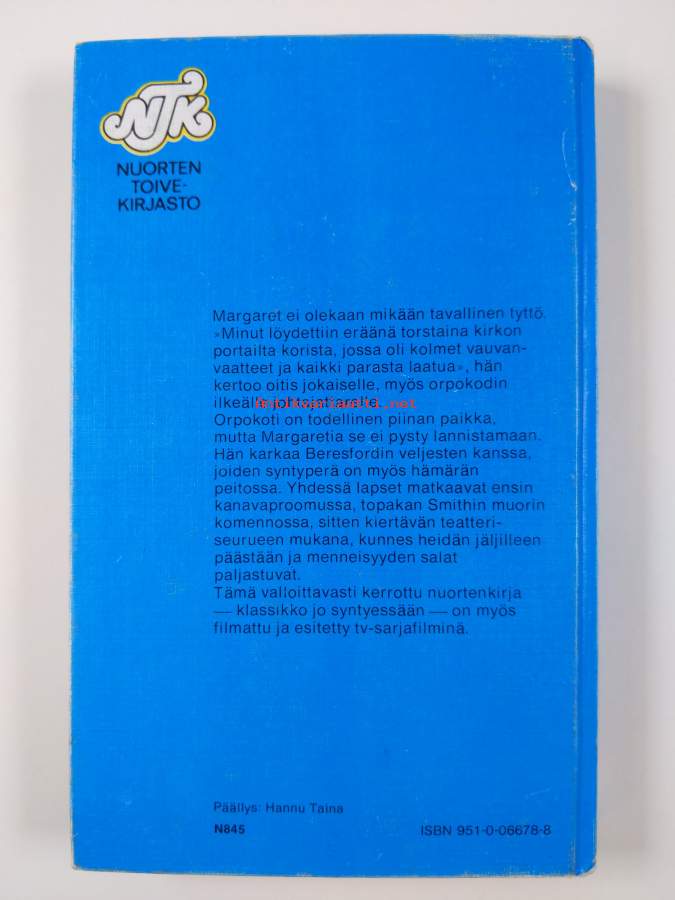 NTK
NUORTEN
TOIVE-
KIRJASTO
Margaret ei olekaan mikään tavallinen tyttö.
»Minut löydettiin eräänä torstaina kirkon
portailta korista, jossa oli kolmet vauvan-
vaatteet ja kaikki parasta laatua», hän
kertoo oitis jokaiselle, myös orpokodin
ilkeälle johtajattarelle.
Orpokoti on todellinen piinan paikka,
mutta Margaretia se ei pysty lannistamaan.
Hän karkaa Beresfordin veljesten kanssa,
joiden syntyperä on myös hämärän
peitossa. Yhdessä lapset matkaavat ensin
kanavaproomussa, topakan Smithin muorin
komennossa, sitten kiertävän teatteri-
seurueen mukana, kunnes heidän jäljilleen
päästään ja menneisyyden salat
paljastuvat.
Tämä valloittavasti kerrottu nuortenkirja
— klassikko jo syntyessään — on myös
filmattu ja esitetty tv-sarjafilminä.
Päällys: Hannu Taina
N845 ISBN 951-0-06678-8